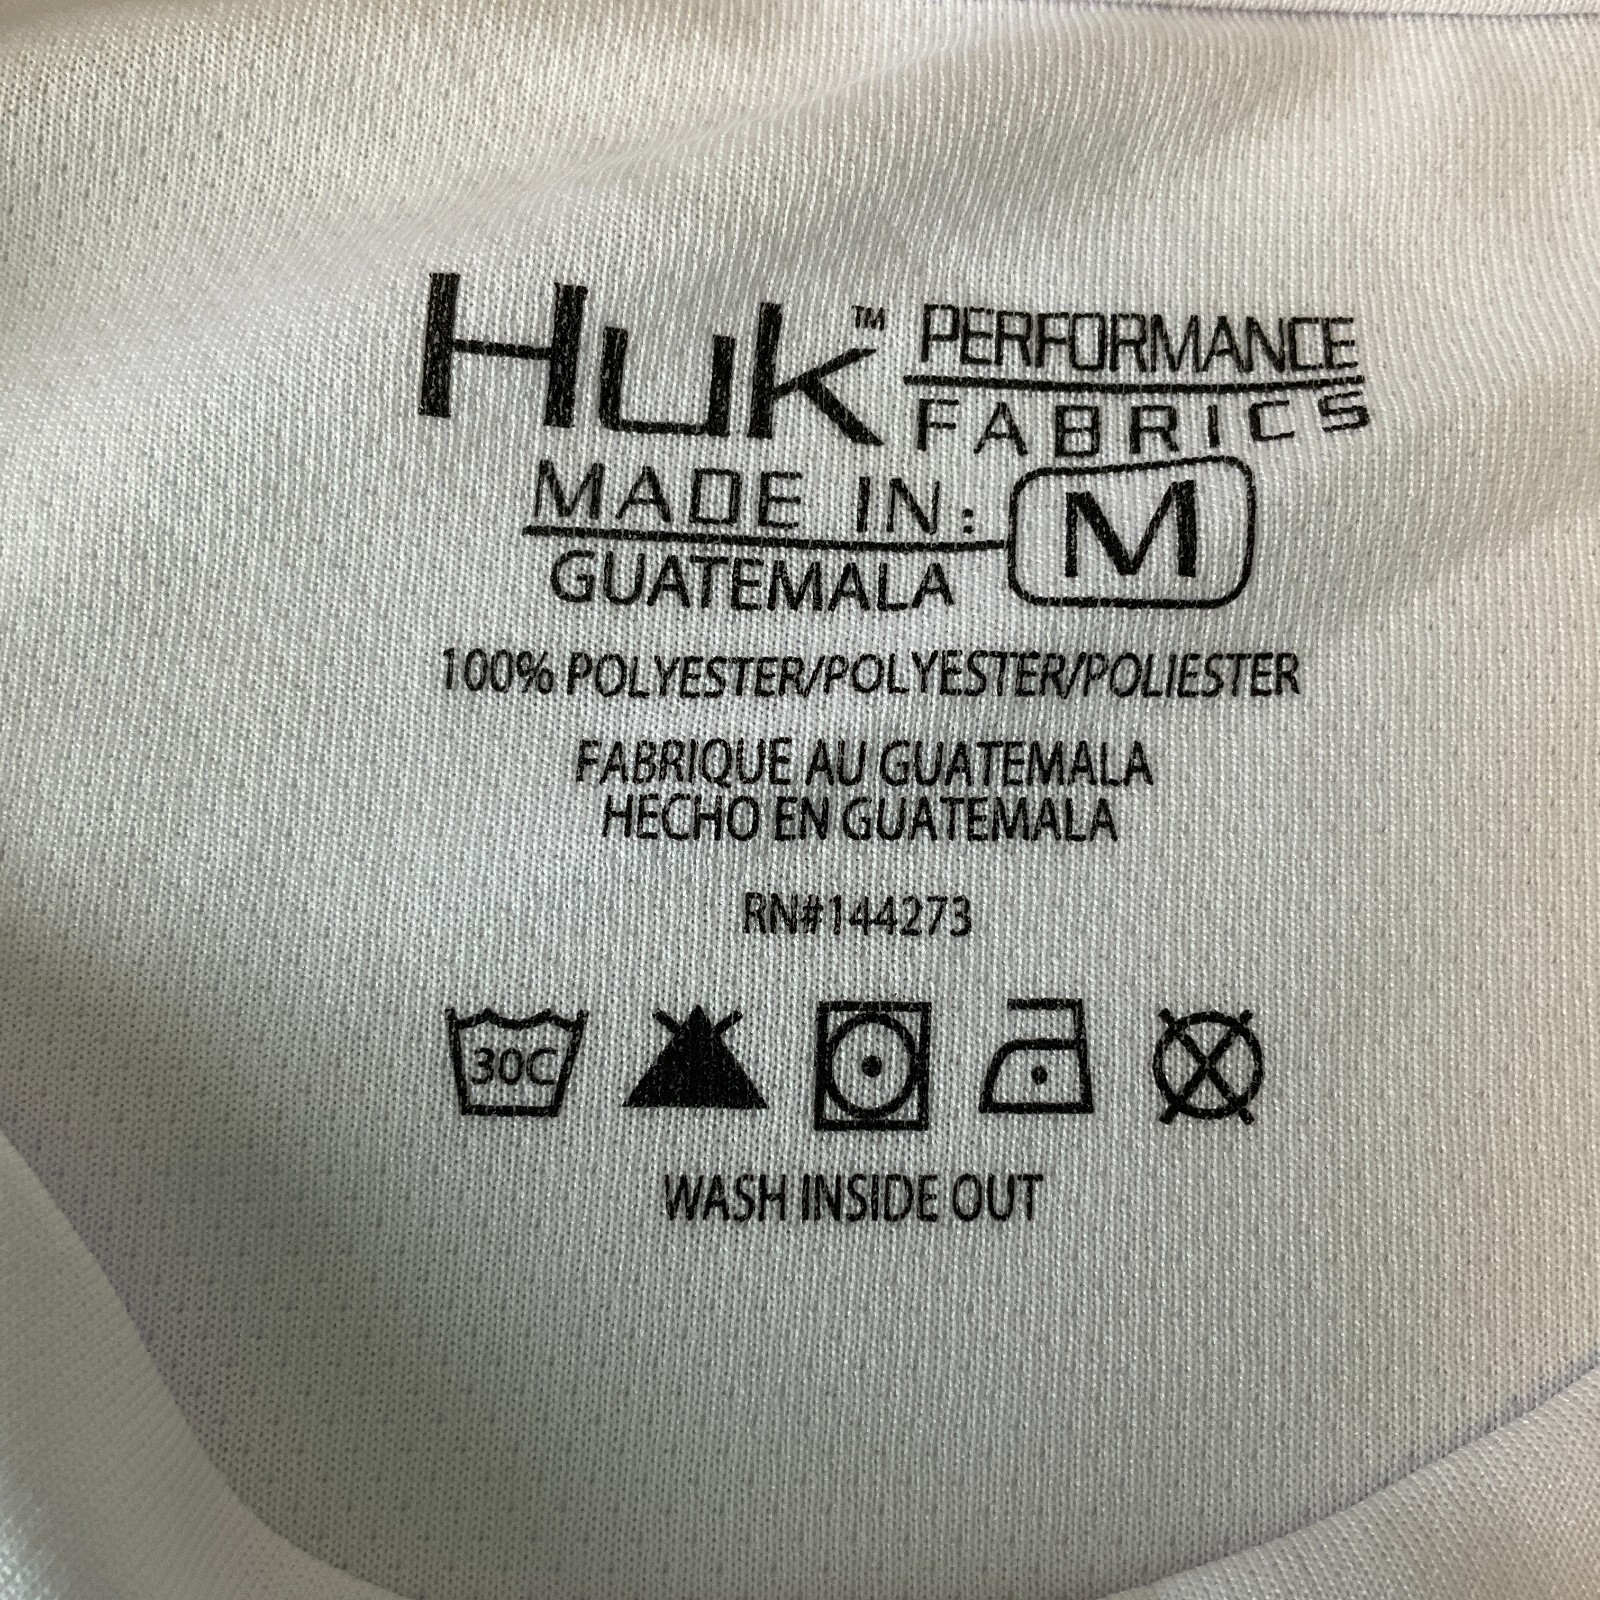 Huk™ PERFORMANCE
FABRICS
MADE IN: M
GUATEMALA
100% POLYESTER/POLYESTER/POLIESTER
FABRIQUE AU GUATEMALA
HECHO EN GUATEMALA
RN#144273
30C
WASH INSIDE OUT